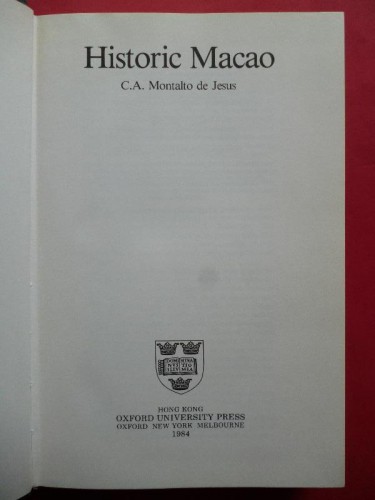 Historic Macao
C.A. Montalto de Jesus
HONG KONG
OXFORD UNIVERSITY PRESS
OXFORD NEW YORK MELBOURNE
1984